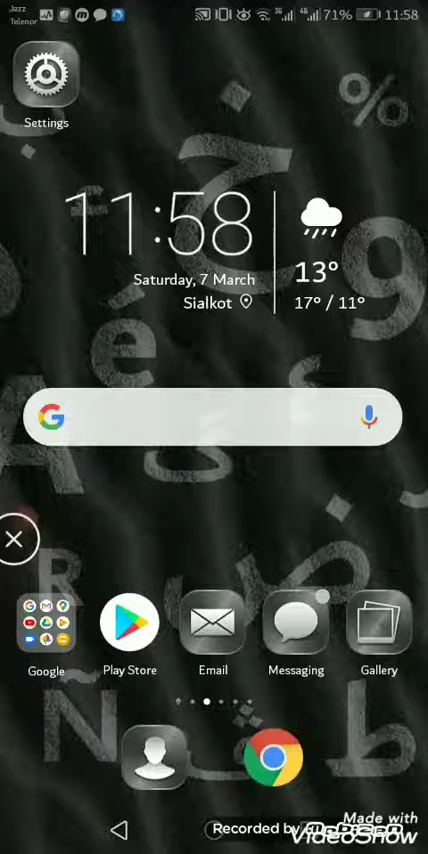 Jazz
Telenor
71%
11:58
Settings
11:58
Saturday, 7 March
Sialkot
13°
17° / 11°
Google
Play Store
Email
Messaging
Gallery
Made with
Recorded by
VideoShow